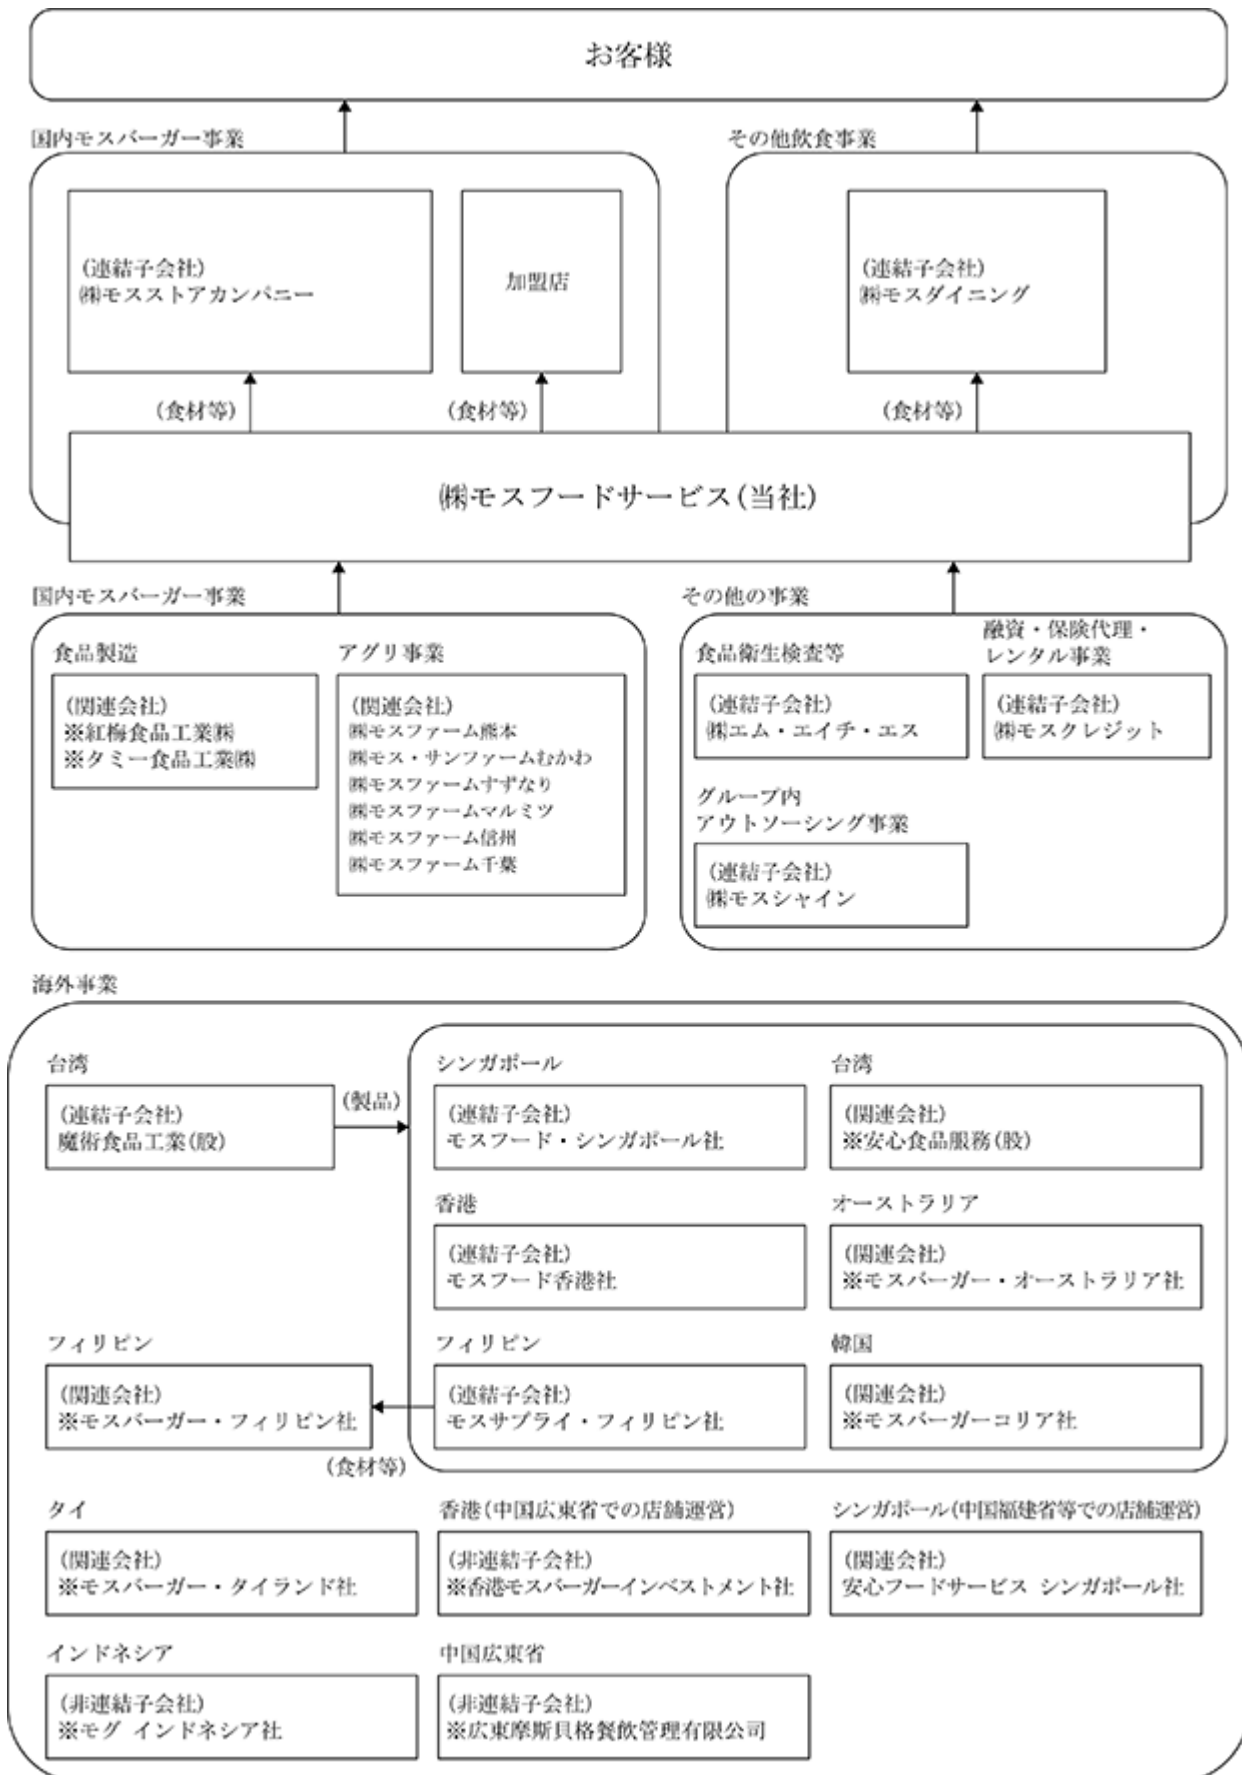 お客様
国内モスバーガー事業
その他飲食事業
(連結子会社)
㈱モスストアカンパニー
加盟店
(連結子会社)
㈱モスダイニング
(食材等)
(食材等)
(食材等)
㈱モスフードサービス(当社)
国内モスバーガー事業
食品製造
(関連会社)
※紅梅食品工業㈱
※タミー食品工業㈱
アグリ事業
(関連会社)
㈱モスファーム熊本
㈱モス・サンファームむかわ
㈱モスファームすずなり
㈱モスファームマルミツ
㈱モスファーム信州
㈱モスファーム千葉
その他の事業
食品衛生検査等
(連結子会社)
㈱エム・エイチ・エス
融資・保険代理・
レンタル事業
(連結子会社)
㈱モスクレジット
グループ内
アウトソーシング事業
(連結子会社)
㈱モスシャイン
海外事業
台湾
(連結子会社)
魔術食品工業(股)
(製品)
シンガポール
(連結子会社)
モスフード・シンガポール社
台湾
(関連会社)
※安心食品服務(股)
香港
(連結子会社)
モスフード香港社
オーストラリア
(関連会社)
※モスバーガー・オーストラリア社
フィリピン
(関連会社)
※モスバーガー・フィリピン社
(食材等)
フィリピン
(連結子会社)
モスサプライ・フィリピン社
韓国
(関連会社)
※モスバーガーコリア社
タイ
(関連会社)
※モスバーガー・タイランド社
香港(中国広東省での店舗運営)
(非連結子会社)
※香港モスバーガーインベストメント社
シンガポール(中国福建省等での店舗運営)
(関連会社)
安心フードサービス シンガポール社
インドネシア
(非連結子会社)
※モグ インドネシア社
中国広東省
(非連結子会社)
※広東摩斯貝格餐飲管理有限公司